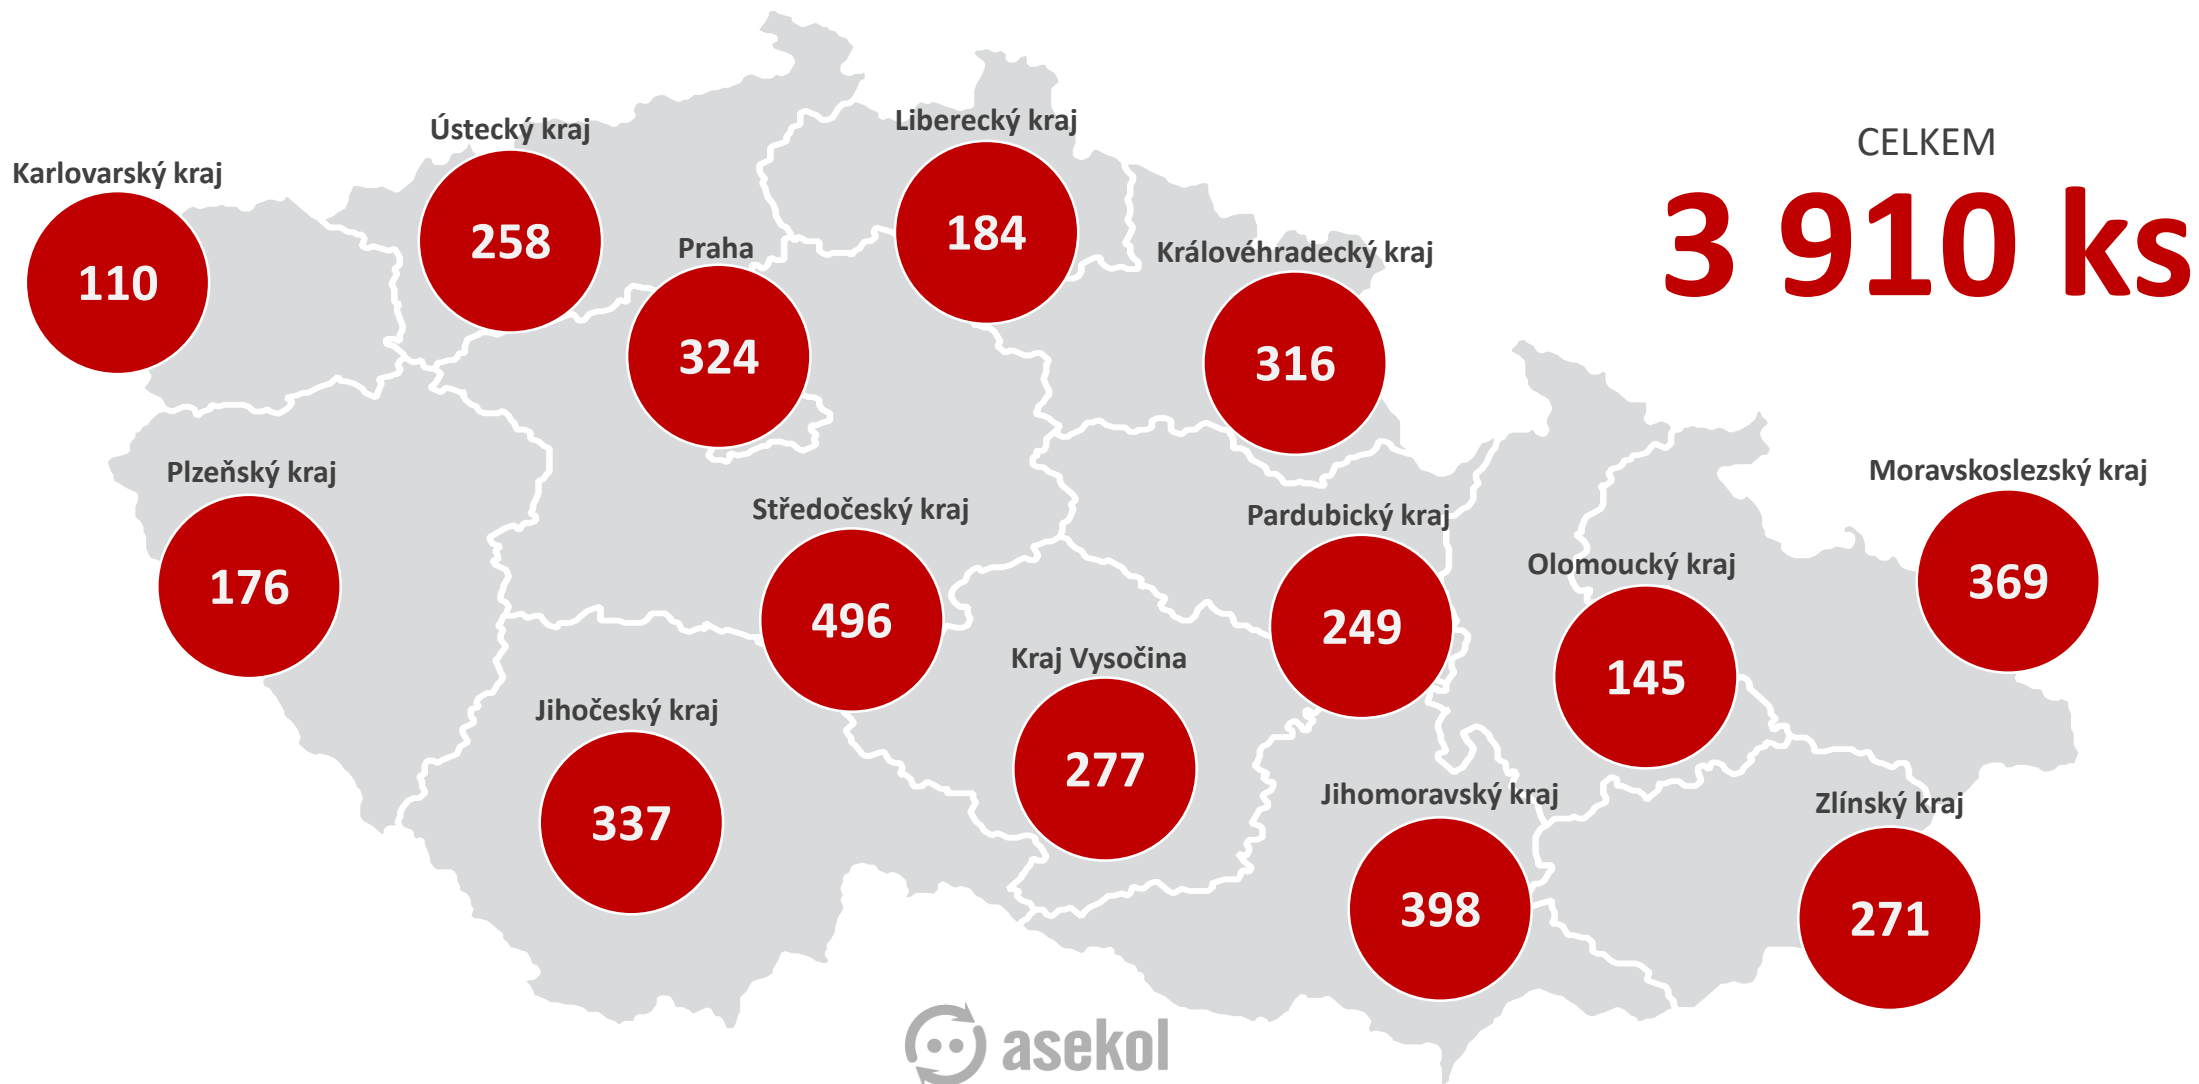 Karlovarský kraj
110
Ústecký kraj
258
Praha
324
Liberecký kraj
184
Královéhradecký kraj
316
CELKEM
3 910 ks
Plzeňský kraj
176
Středočeský kraj
496
Pardubický kraj
249
Olomoucký kraj
145
Moravskoslezský kraj
369
Jihočeský kraj
337
Kraj Vysočina
277
Jihomoravský kraj
398
Zlínský kraj
271
asekol